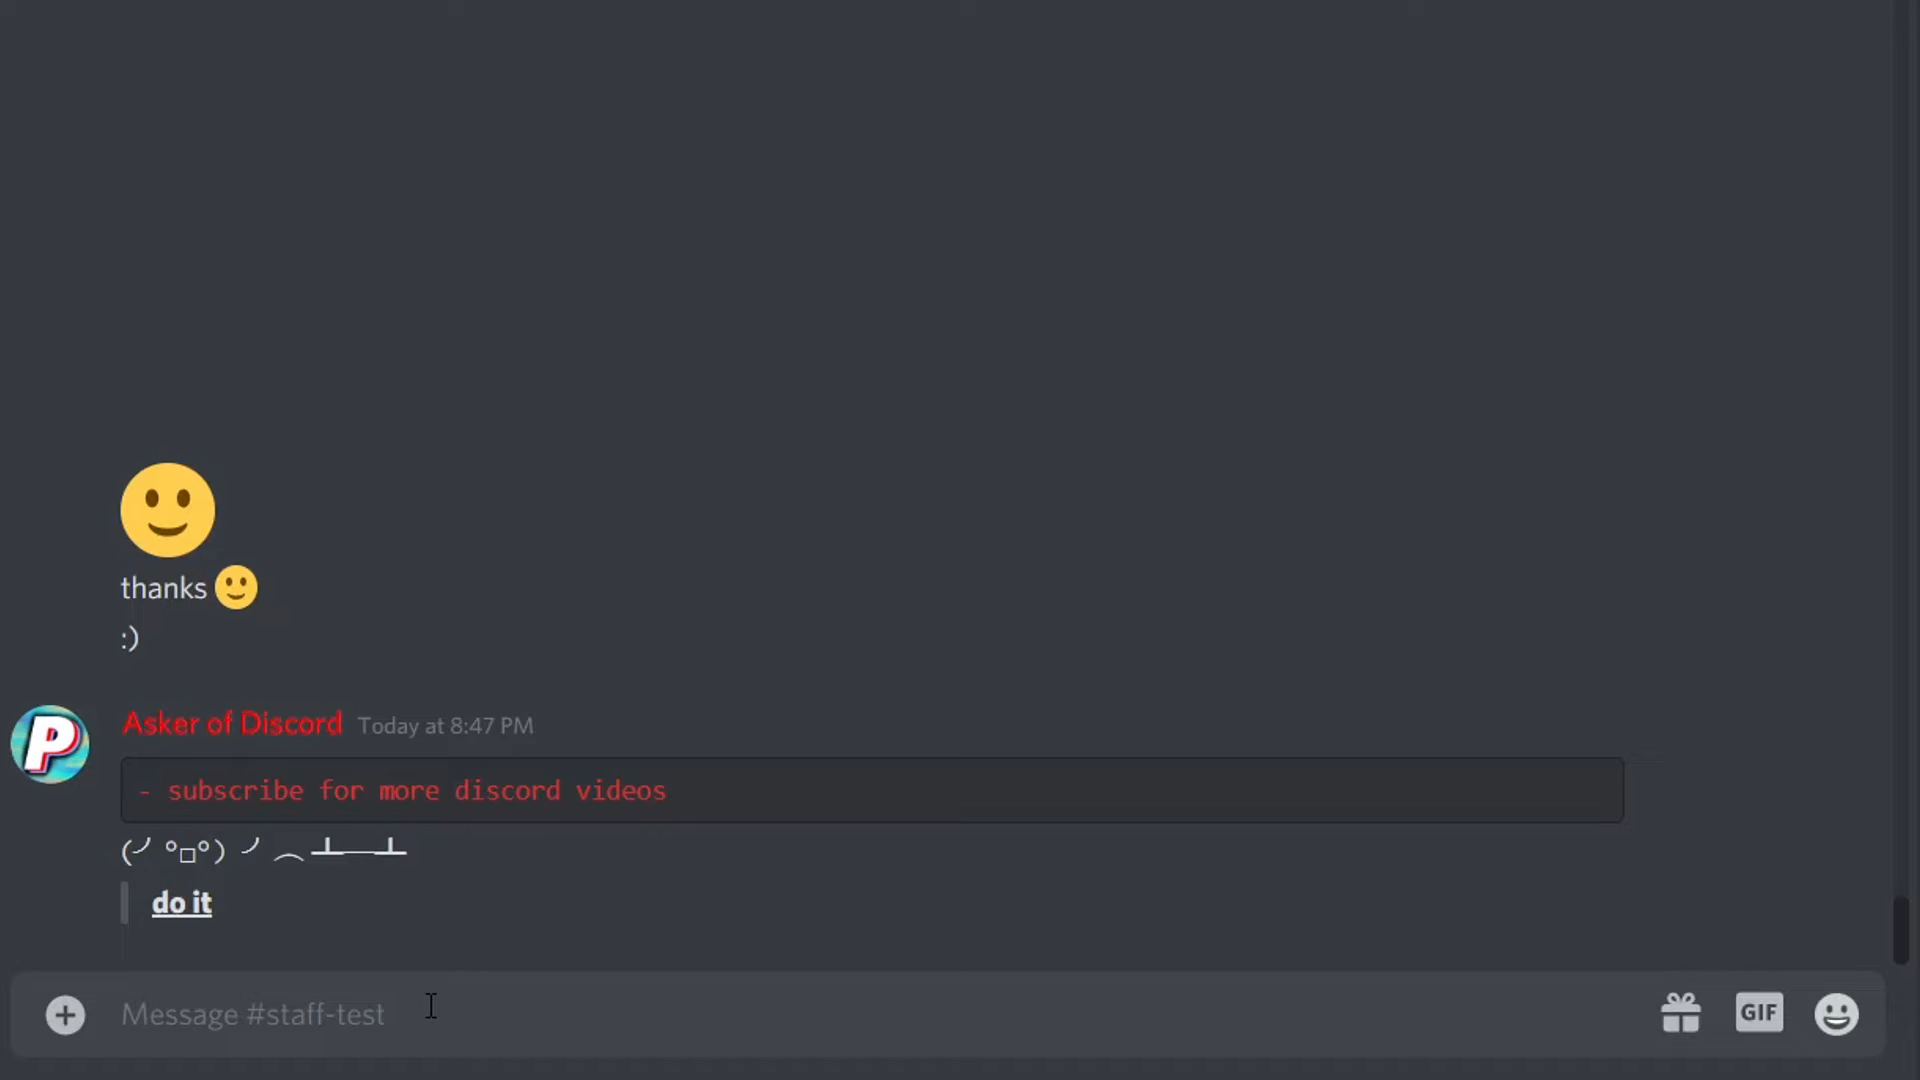 thanks 🙂
:)
P
Asker of Discord Today at 8:47 PM
- subscribe for more discord videos
(╯°□°)╯︵ ┻━┻
do it
Message #staff-test
GIF